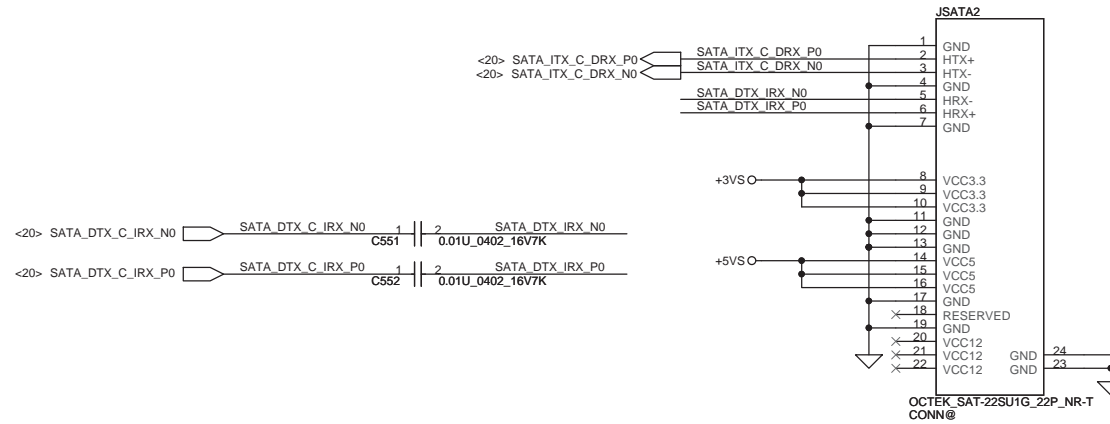 JSATA2
1 GND
<20> SATA_ITX_C_DRX_P0 SATA_ITX_C_DRX_P0 2 HTX+
<20> SATA_ITX_C_DRX_N0 SATA_ITX_C_DRX_N0 3 HTX-
4 GND
SATA_DTX_IRX_N0 5 HRX-
SATA_DTX_IRX_P0 6 HRX+
7 GND
+3VS 8 VCC3.3
9 VCC3.3
10 VCC3.3
11 GND
<20> SATA_DTX_C_IRX_N0 SATA_DTX_C_IRX_N0 1 2 SATA_DTX_IRX_N0 12 GND
C551 0.01U_0402_16V7K 13 GND
+5VS 14 VCC5
<20> SATA_DTX_C_IRX_P0 SATA_DTX_C_IRX_P0 1 2 SATA_DTX_IRX_P0 15 VCC5
C552 0.01U_0402_16V7K 16 VCC5
17 GND
18 RESERVED
19 GND
20 VCC12
21 VCC12 GND 24
22 VCC12 GND 23
OCTEK_SAT-22SU1G_22P_NR-T
CONN@